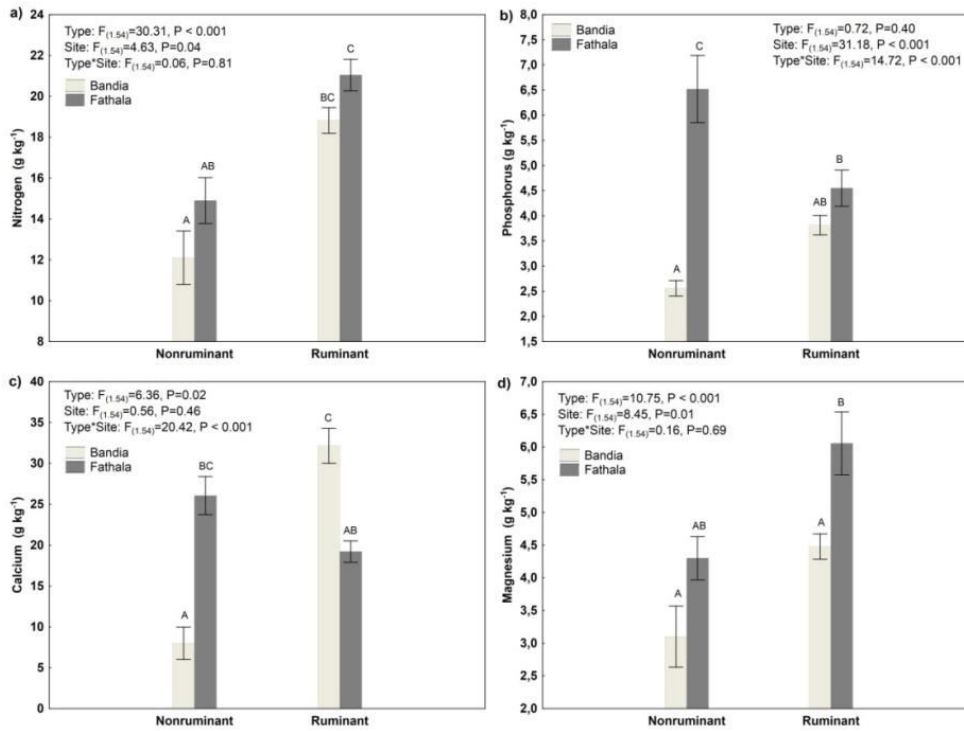 a)
Type: F(1.54)=30.31, P < 0.001
Site: F(1.54)=4.63, P=0.04
Type*Site: F(1.54)=0.06, P=0.81
Bandia
Fathala
Nitrogen (g kg-1)
24
22
20
18
16
14
12
10
8
A
AB
BC
C
Nonruminant
Ruminant
b)
Type: F(1.54)=0.72, P=0.40
Site: F(1.54)=31.18, P < 0.001
Type*Site: F(1.54)=14.72, P < 0.001
Bandia
Fathala
Phosphorus (g kg-1)
8,0
7,5
7,0
6,5
6,0
5,5
5,0
4,5
4,0
3,5
3,0
2,5
2,0
1,5
A
C
AB
B
Nonruminant
Ruminant
c)
Type: F(1.54)=6.36, P=0.02
Site: F(1.54)=0.56, P=0.46
Type*Site: F(1.54)=20.42, P < 0.001
Bandia
Fathala
Calcium (g kg-1)
40
35
30
25
20
15
10
5
0
A
BC
C
AB
Nonruminant
Ruminant
d)
Type: F(1.54)=10.75, P < 0.001
Site: F(1.54)=8.45, P=0.01
Type*Site: F(1.54)=0.16, P=0.69
Bandia
Fathala
Magnesium (g kg-1)
7,0
6,5
6,0
5,5
5,0
4,5
4,0
3,5
3,0
2,5
2,0
A
AB
A
B
Nonruminant
Ruminant